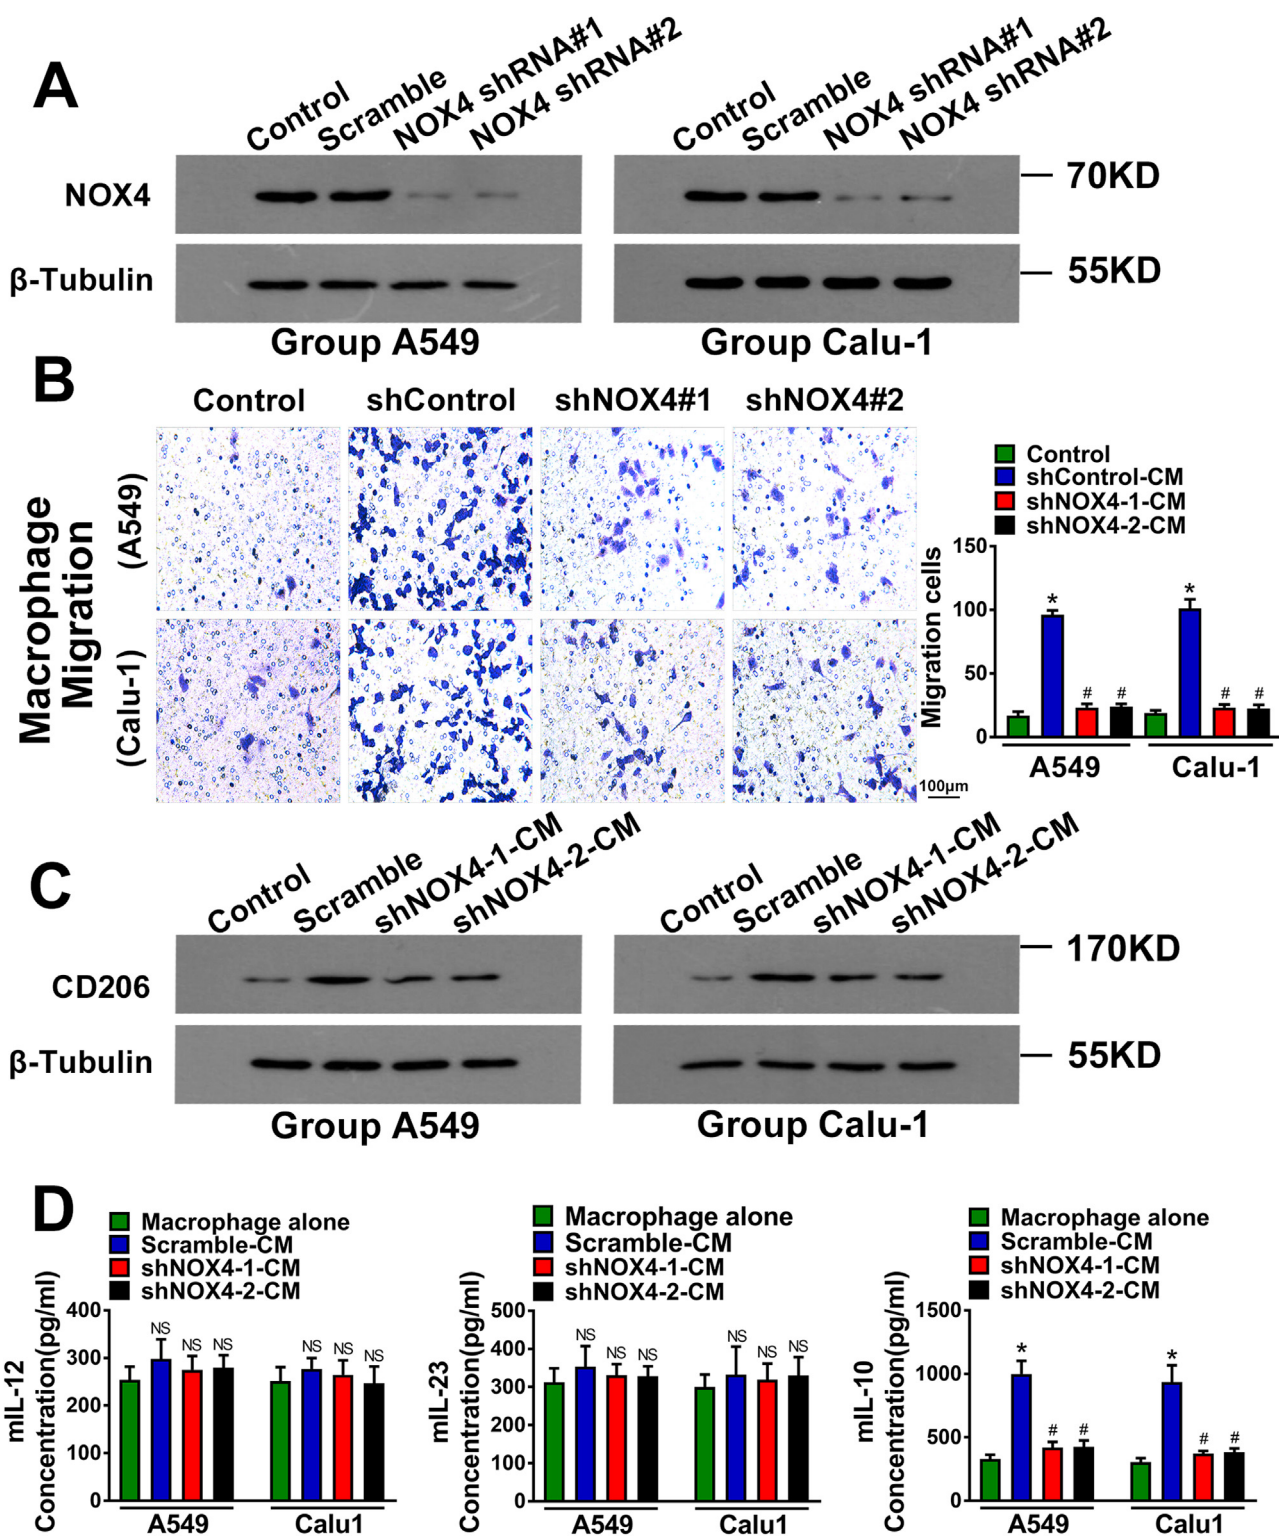 A
Control
Scramble
NOX4 shRNA#1
NOX4 shRNA#2
Control
Scramble
NOX4 shRNA#1
NOX4 shRNA#2
NOX4
70KD
β-Tubulin
55KD
Group A549
Group Calu-1
B
Control
shControl
shNOX4#1
shNOX4#2
Macrophage
Migration
(A549)
(Calu-1)
100μm
Control
shControl-CM
shNOX4-1-CM
shNOX4-2-CM
Migration cells
150
100
50
0
*
#
#
*
#
#
A549
Calu-1
C
Control
Scramble
shNOX4-1-CM
shNOX4-2-CM
Control
Scramble
shNOX4-1-CM
shNOX4-2-CM
CD206
170KD
β-Tubulin
55KD
Group A549
Group Calu-1
D
Macrophage alone
Scramble-CM
shNOX4-1-CM
shNOX4-2-CM
mIL-12
Concentration(pg/ml)
400
300
200
100
0
NS
NS
NS
NS
NS
NS
A549
Calu1
Macrophage alone
Scramble-CM
shNOX4-1-CM
shNOX4-2-CM
mIL-23
Concentration(pg/ml)
500
400
300
200
100
0
NS
NS
NS
NS
NS
NS
A549
Calu1
Macrophage alone
Scramble-CM
shNOX4-1-CM
shNOX4-2-CM
mIL-10
Concentration(pg/ml)
1500
1000
500
0
*
#
#
*
#
#
A549
Calu1